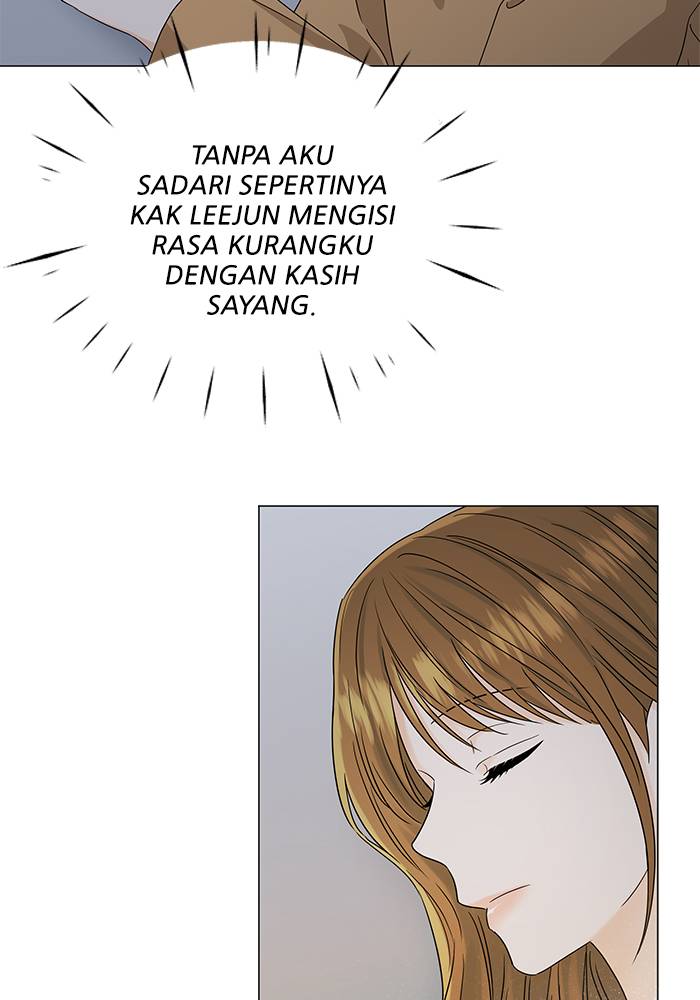 TANPA AKU
SADARI SEPERTINYA
KAK LEEJUN MENGISI
RASA KURANGKU
DENGAN KASIH
SAYANG.